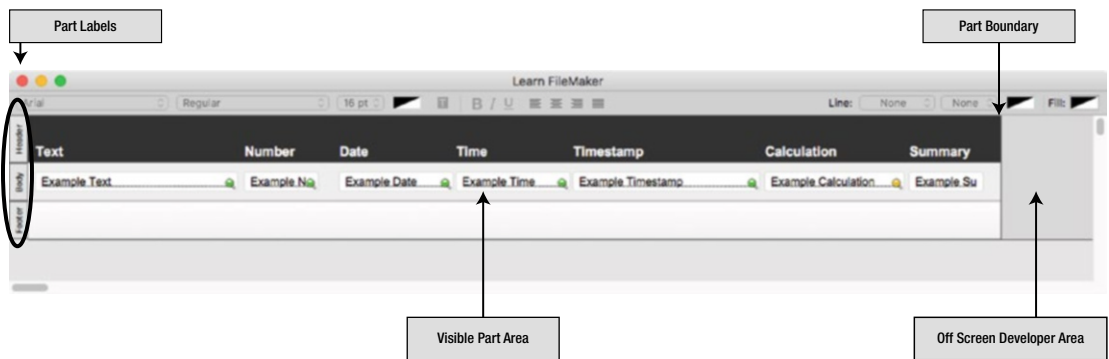 Part Labels
Part Boundary
Learn FileMaker
Arial Regular 16 pt B / U Line: None None Fill:
Header
Text Number Date Time Timestamp Calculation Summary
Body
Example Text Example No Example Date Example Time Example Timestamp Example Calculation Example Su
Footer
Visible Part Area
Off Screen Developer Area